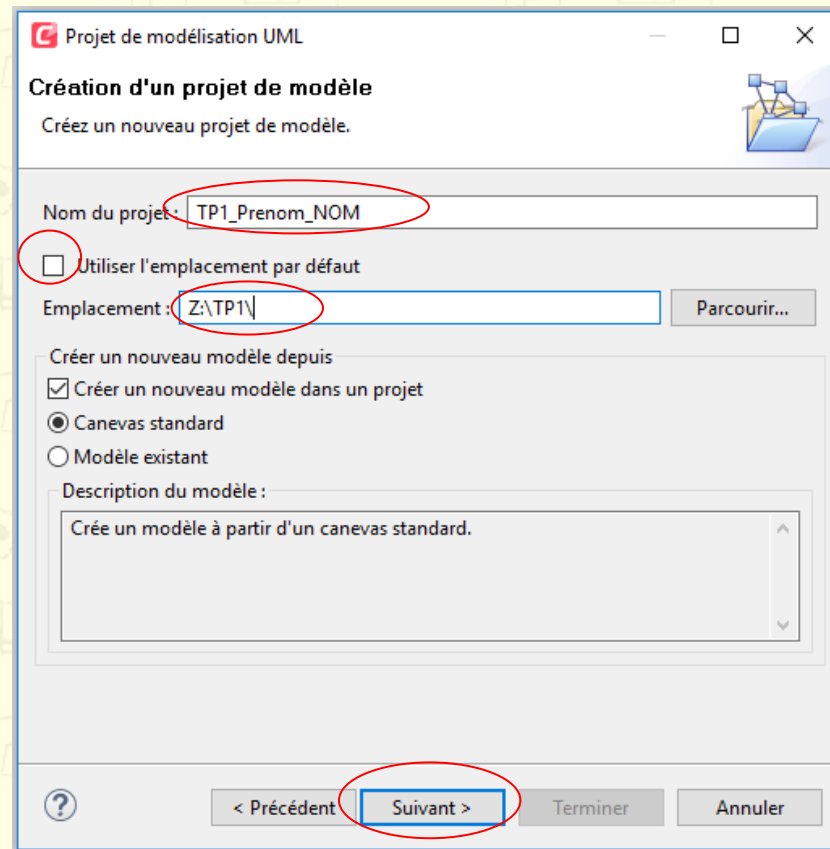 Projet de modélisation UML
Création d'un projet de modèle
Créez un nouveau projet de modèle.
Nom du projet : TP1_Prenom_NOM
Utiliser l'emplacement par défaut
Emplacement : Z:\TP1\ Parcourir...
Créer un nouveau modèle depuis
Créer un nouveau modèle dans un projet
Canevas standard
Modèle existant
Description du modèle :
Crée un modèle à partir d'un canevas standard.
? < Précédent Suivant > Terminer Annuler